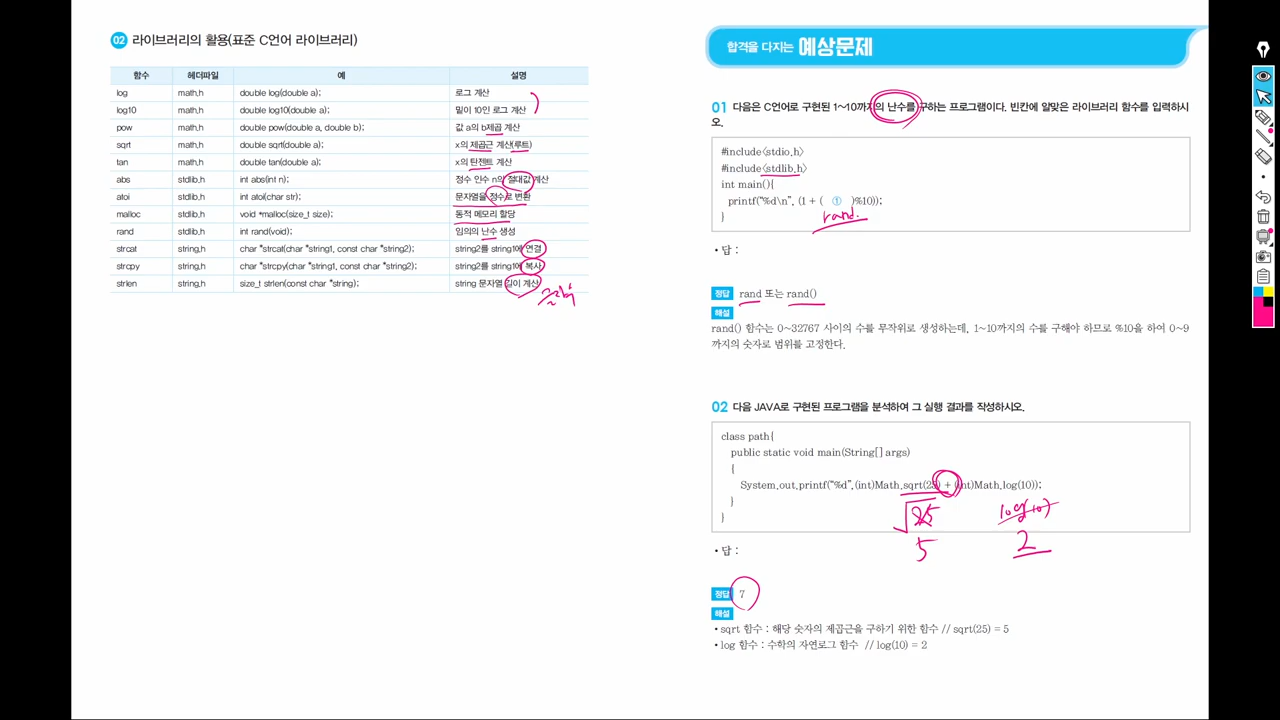 02 라이브러리의 활용(표준 C언어 라이브러리)
함수 헤더파일 예 설명
log math.h double log(double a); 로그 계산
log10 math.h double log10(double a); 밑이 10인 로그 계산
pow math.h double pow(double a, double b); 값 a의 b제곱 계산
sqrt math.h double sqrt(double a); x의 제곱근 계산(루트)
tan math.h double tan(double a); x의 탄젠트 계산
abs stdlib.h int abs(int n); 정수 인수 n의 절대값 계산
atoi stdlib.h int atoi(char str); 문자열을 정수로 변환
malloc stdlib.h void *malloc(size_t size); 동적 메모리 할당
rand stdlib.h int rand(void); 임의의 난수 생성
strcat string.h char *strcat(char *string1, const char *string2); string2를 string1에 연결
strcpy string.h char *strcpy(char *string1, const char *string2); string2를 string1에 복사
strlen string.h size_t strlen(const char *string); string 문자열 길이 계산
합격을 다지는 예상문제
01 다음은 C언어로 구현된 1~10까지의 난수를 구하는 프로그램이다. 빈칸에 알맞은 라이브러리 함수를 입력하시
오.
#include<stdio.h>
#include<stdlib.h>
int main(){
printf("%d\n", (1 + ( ① )%10));
rand.
}
• 답 :
정답 rand 또는 rand()
해설
rand() 함수는 0~32767 사이의 수를 무작위로 생성하는데, 1~10까지의 수를 구해야 하므로 %10을 하여 0~9
까지의 숫자로 범위를 고정한다.
02 다음 JAVA로 구현된 프로그램을 분석하여 그 실행 결과를 작성하시오.
class path{
public static void main(String[] args)
{
System.out.printf("%d",(int)Math.sqrt(25) + (int)Math.log(10));
}
}
√25 log(10)
5 2
• 답 :
정답 7
해설
• sqrt 함수 : 해당 숫자의 제곱근을 구하기 위한 함수 // sqrt(25) = 5
• log 함수 : 수학의 자연로그 함수 // log(10) = 2